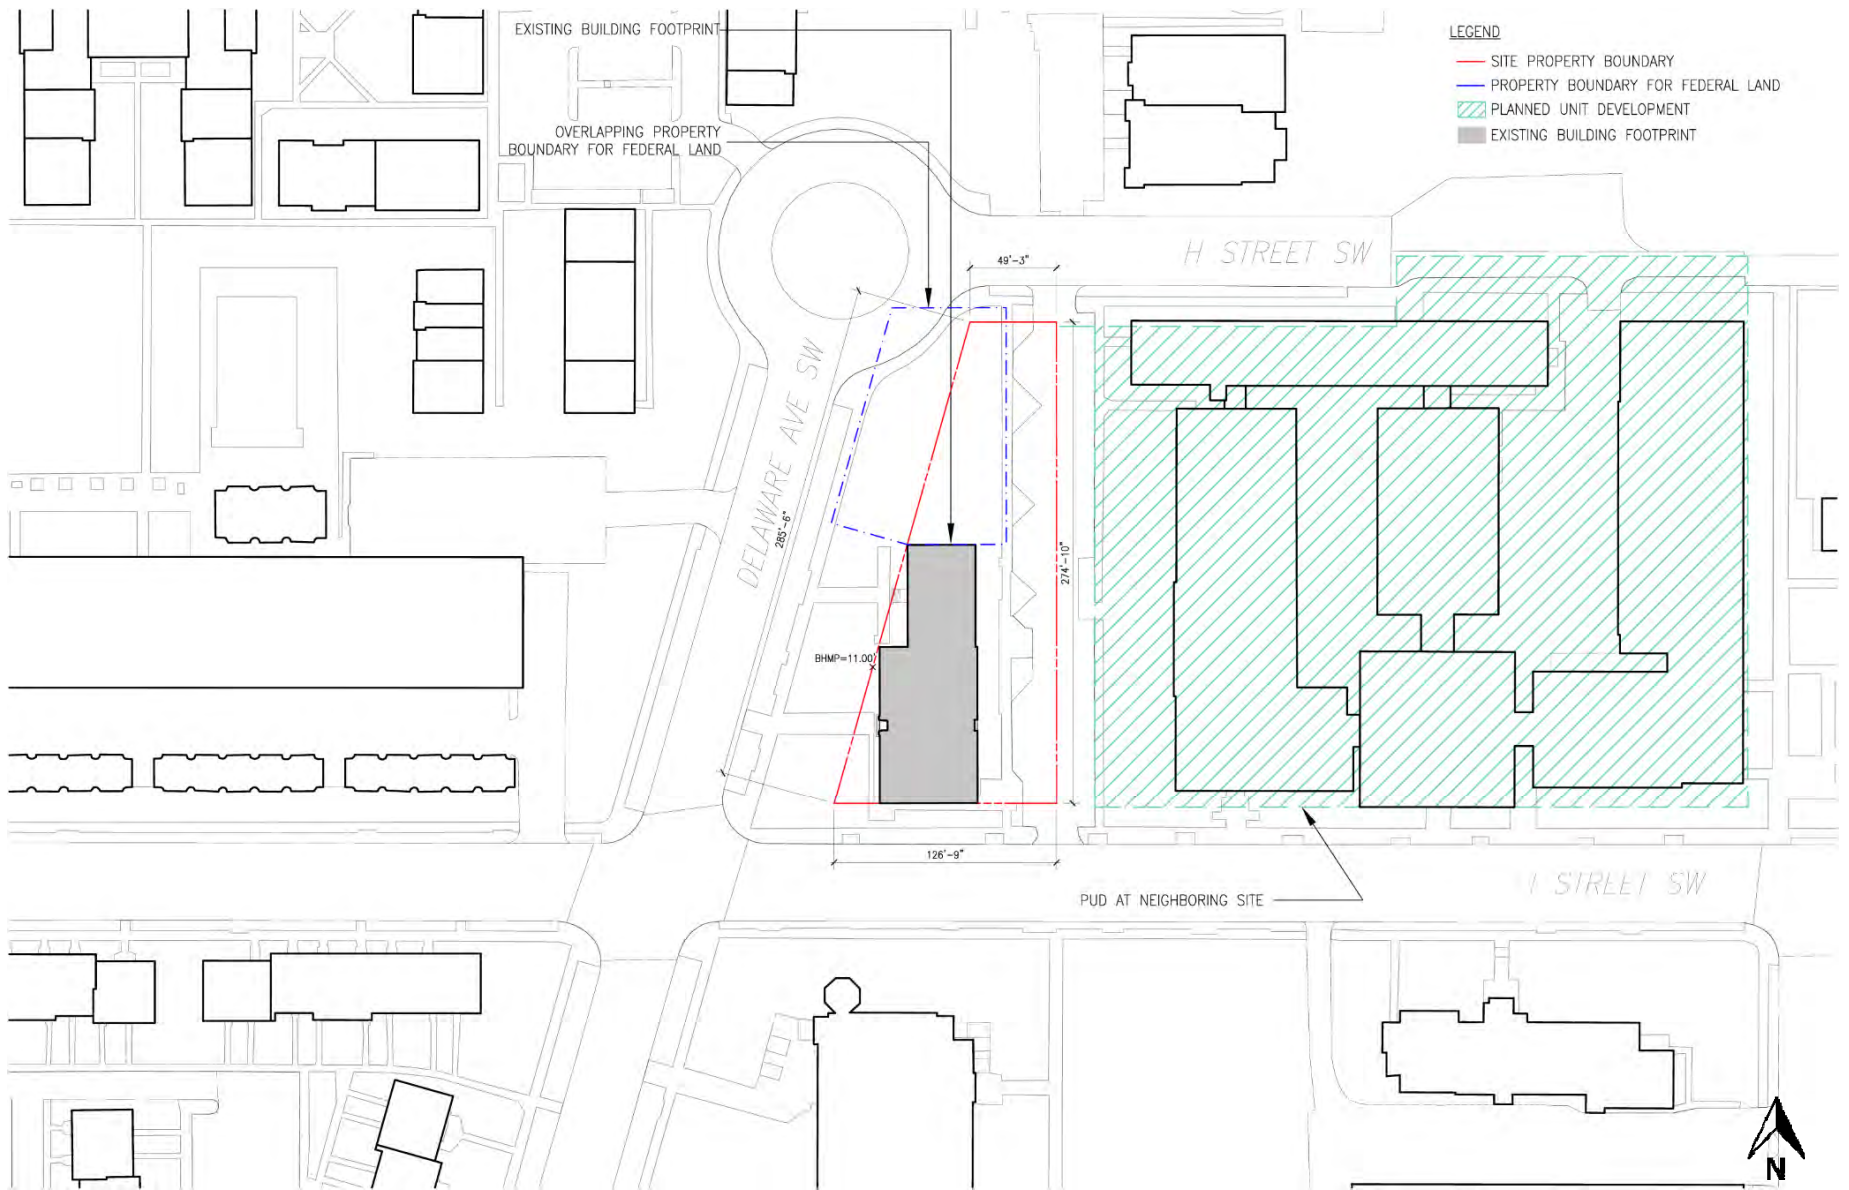 EXISTING BUILDING FOOTPRINT
OVERLAPPING PROPERTY
BOUNDARY FOR FEDERAL LAND
LEGEND
SITE PROPERTY BOUNDARY
PROPERTY BOUNDARY FOR FEDERAL LAND
PLANNED UNIT DEVELOPMENT
EXISTING BUILDING FOOTPRINT
H STREET SW
49'-3"
DELAWARE AVE SW
285'-6"
274'-10"
BHMP=11.00'
126'-9"
I STREET SW
PUD AT NEIGHBORING SITE
N